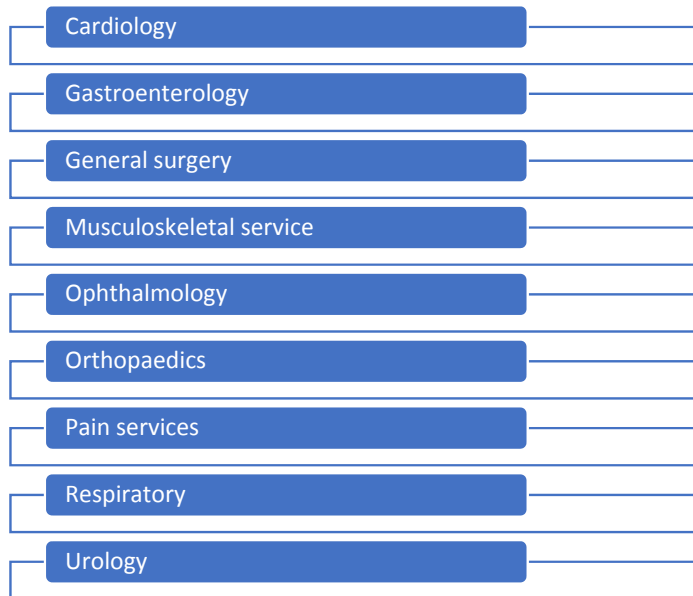 Cardiology
Gastroenterology
General surgery
Musculoskeletal service
Ophthalmology
Orthopaedics
Pain services
Respiratory
Urology